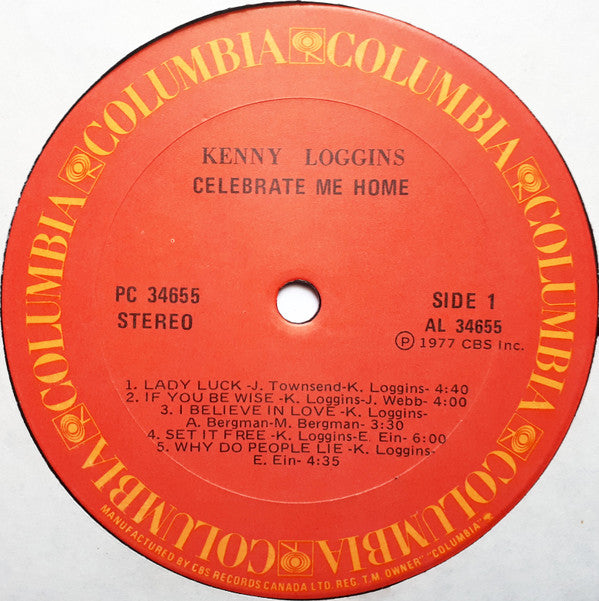 COLUMBIA COLUMBIA COLUMBIA COLUMBIA COLUMBIA COLUMBIA COLUMBIA COLUMBIA
KENNY LOGGINS
CELEBRATE ME HOME
PC 34655
STEREO
SIDE 1
AL 34655
Ⓟ 1977 CBS Inc.
1. LADY LUCK -J. Townsend-K. Loggins- 4:40
2. IF YOU BE WISE -K. Loggins-J. Webb- 4:00
3. I BELIEVE IN LOVE -K. Loggins-
A. Bergman-M. Bergman- 3:30
4. SET IT FREE -K. Loggins-E. Ein- 6:00
5. WHY DO PEOPLE LIE -K. Loggins-
E. Ein- 4:35
MANUFACTURED BY CBS RECORDS CANADA LTD. REG. T.M. OWNER "COLUMBIA"